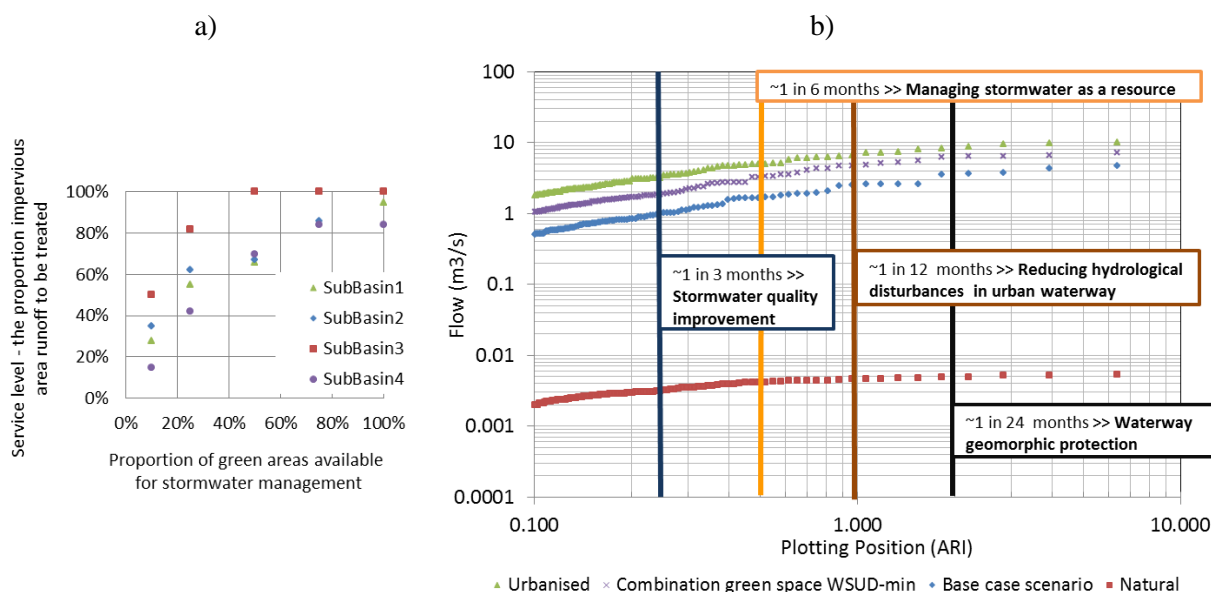 a)
Service level - the proportion impervious
area runoff to be treated
100%
80%
60%
40%
20%
0%
0% 20% 40% 60% 80% 100%
SubBasin1
SubBasin2
SubBasin3
SubBasin4
Proportion of green areas available
for stormwater management
b)
Flow (m3/s)
100
10
1
0.1
0.01
0.001
0.0001
0.100 1.000 10.000
~1 in 6 months >> Managing stormwater as a resource
~1 in 3 months >>
Stormwater quality
improvement
~1 in 12 months >> Reducing hydrological
disturbances in urban waterway
~1 in 24 months >> Waterway
geomorphic protection
Plotting Position (ARI)
Urbanised Combination green space WSUD-min Base case scenario Natural